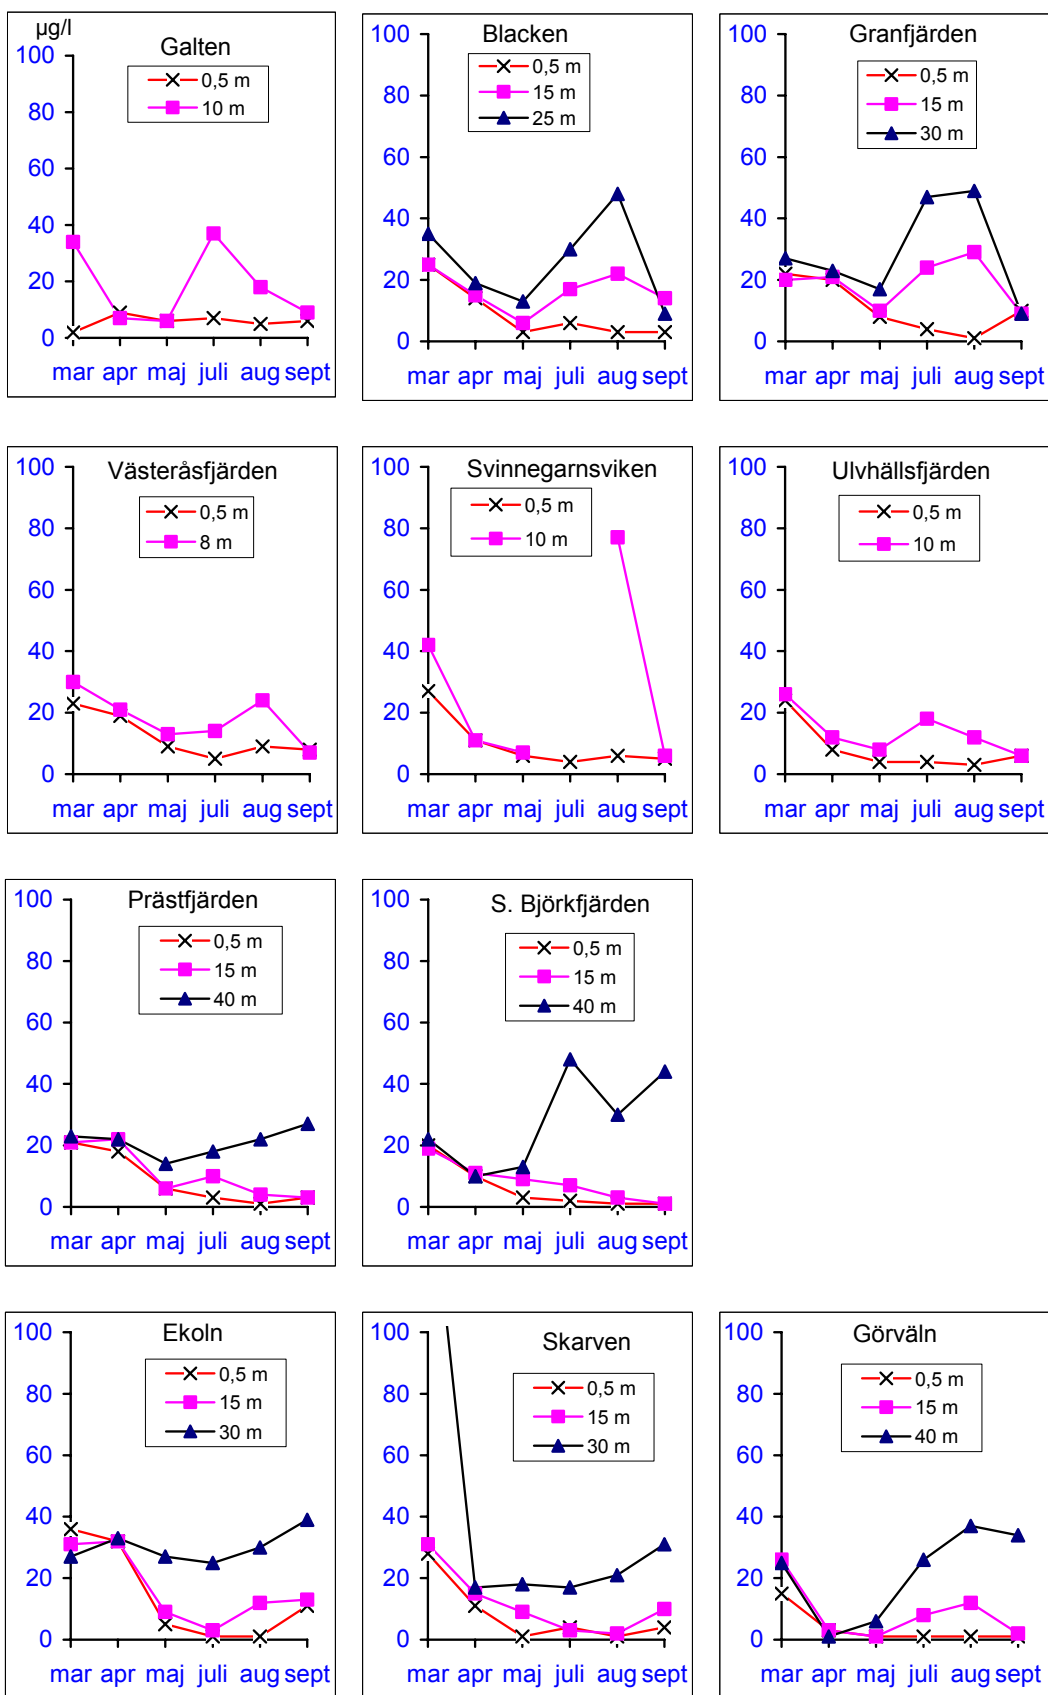 µg/l
Galten
0,5 m
10 m
100
80
60
40
20
0
mar apr maj juli aug sept
Blacken
0,5 m
15 m
25 m
100
80
60
40
20
0
mar apr maj juli aug sept
Granfjärden
0,5 m
15 m
30 m
100
80
60
40
20
0
mar apr maj juli aug sept
Västeråsfjärden
0,5 m
8 m
100
80
60
40
20
0
mar apr maj juli aug sept
Svinnegarnsviken
0,5 m
10 m
100
80
60
40
20
0
mar apr maj juli aug sept
Ulvhällsfjärden
0,5 m
10 m
100
80
60
40
20
0
mar apr maj juli aug sept
Prästfjärden
0,5 m
15 m
40 m
100
80
60
40
20
0
mar apr maj juli aug sept
S. Björkfjärden
0,5 m
15 m
40 m
100
80
60
40
20
0
mar apr maj juli aug sept
Ekoln
0,5 m
15 m
30 m
100
80
60
40
20
0
mar apr maj juli aug sept
Skarven
0,5 m
15 m
30 m
100
80
60
40
20
0
mar apr maj juli aug sept
Görväln
0,5 m
15 m
40 m
100
80
60
40
20
0
mar apr maj juli aug sept